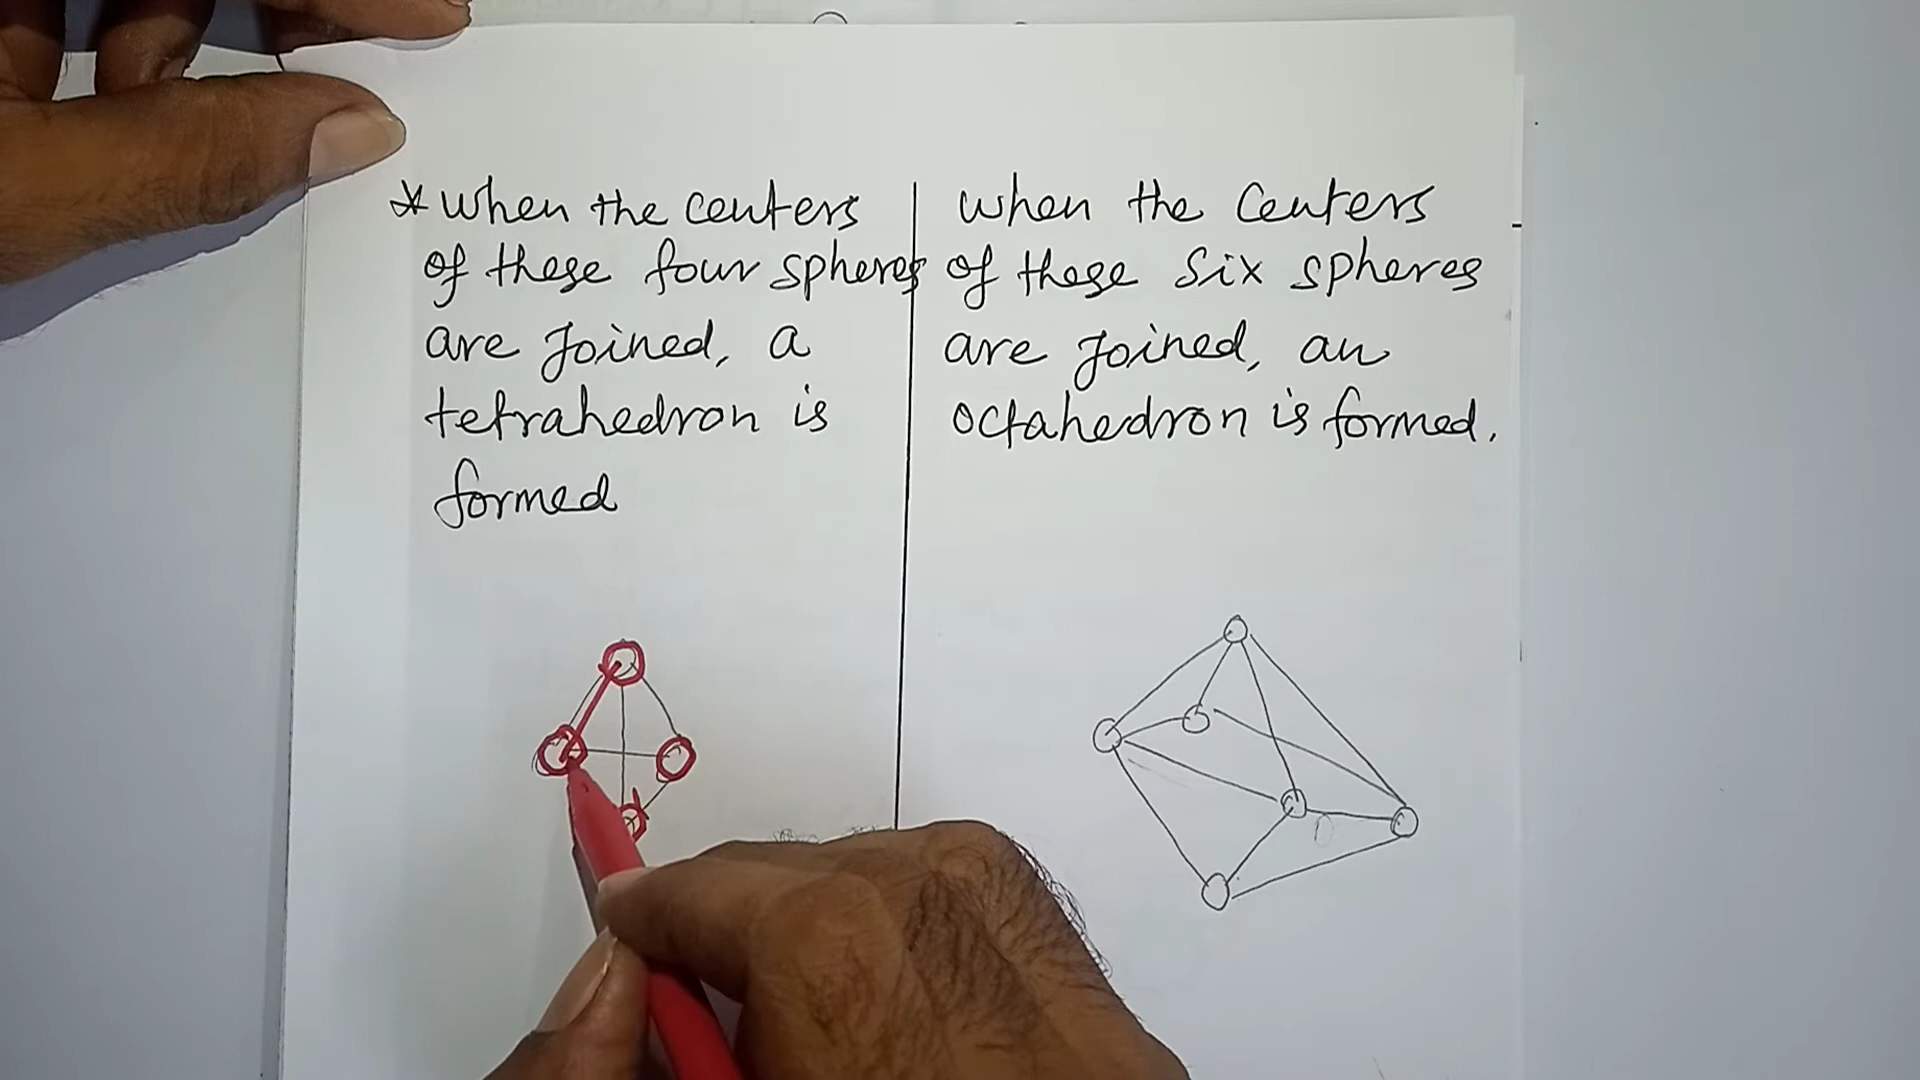 * when the centers
of these four spheres
are joined, a
tetrahedron is
formed
when the centers
of these six spheres
are joined, an
octahedron is formed.